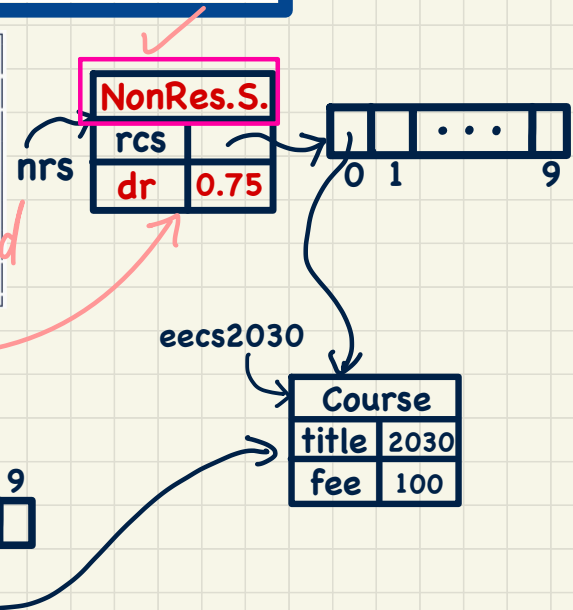 NonRes.S.
rcs
nrs
dr 0.75
0 1 9
d
eecs2030
Course
title 2030
fee 100
9